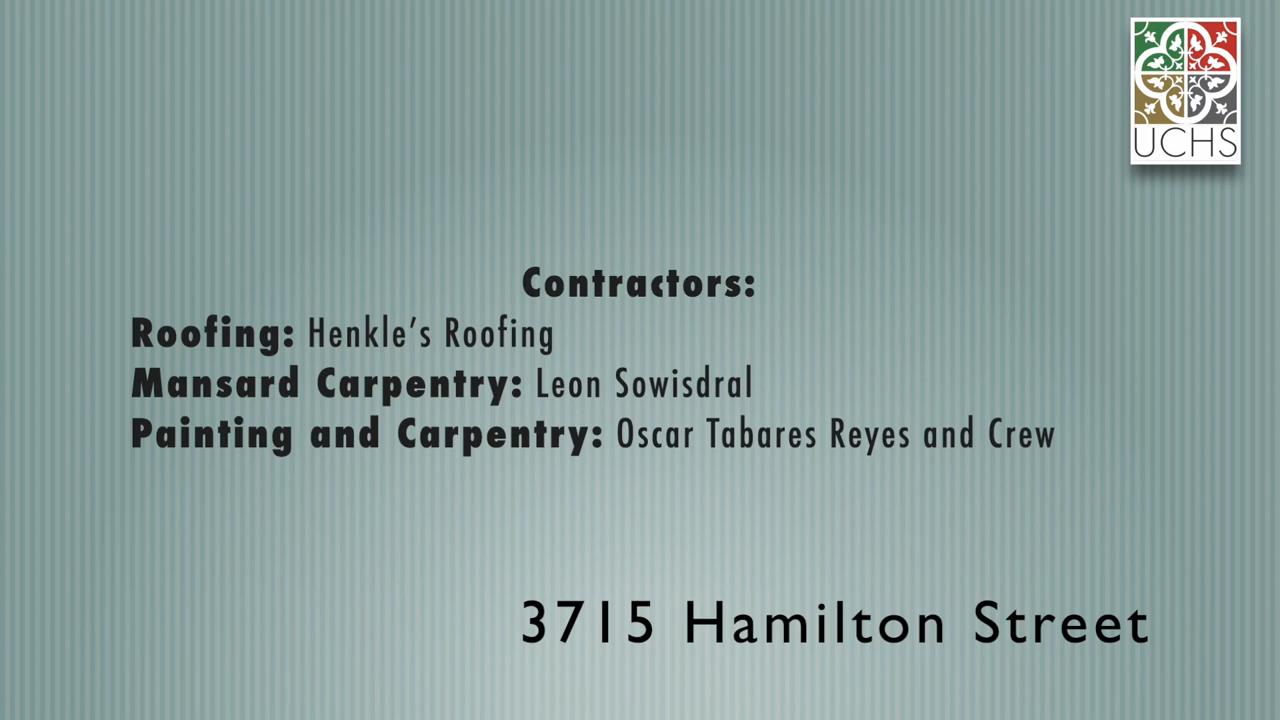 UCHS
Contractors:
Roofing: Henkle’s Roofing
Mansard Carpentry: Leon Sowisdral
Painting and Carpentry: Oscar Tabares Reyes and Crew
3715 Hamilton Street